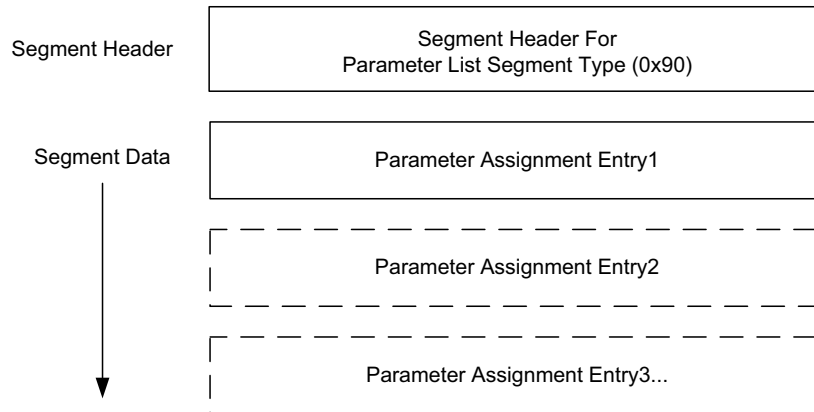 Segment Header
Segment Header For
Parameter List Segment Type (0x90)
Segment Data
Parameter Assignment Entry1
Parameter Assignment Entry2
Parameter Assignment Entry3...